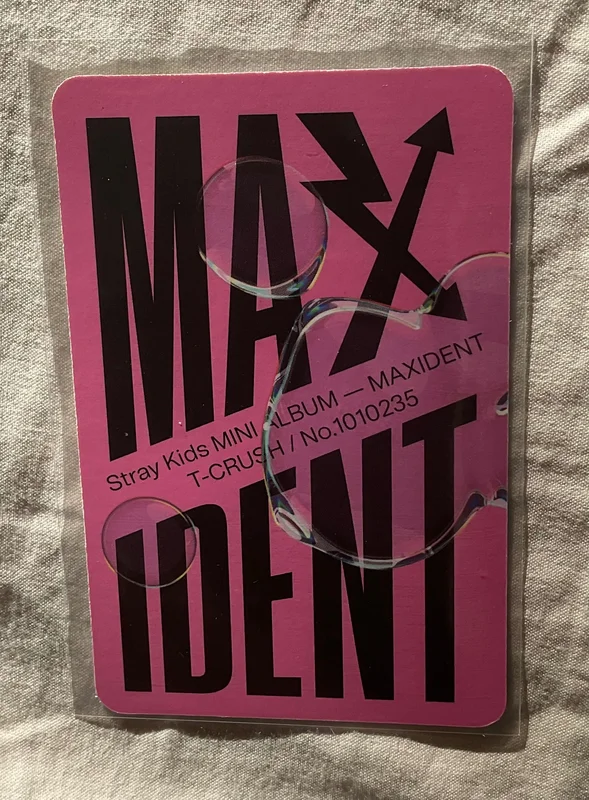 MAX
Stray Kids MINI ALBUM — MAXIDENT
T-CRUSH / No.1010235
IDENT